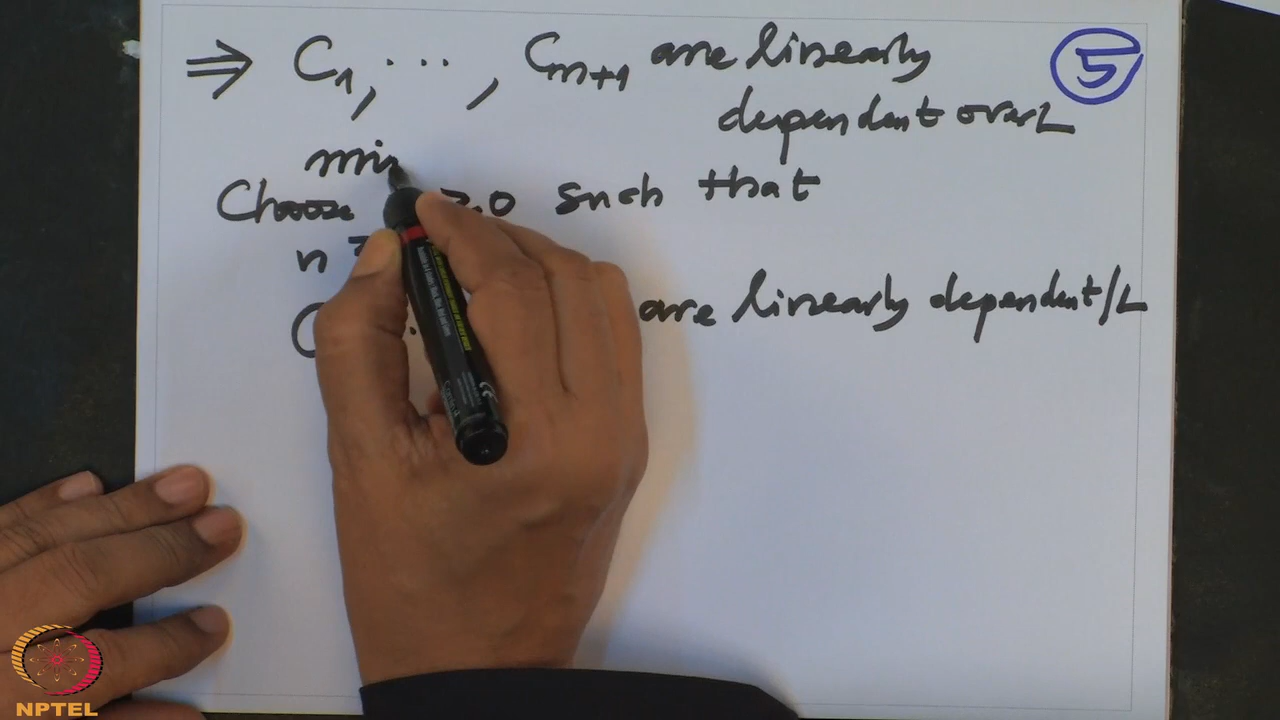 ⇒ C₁, ..., Cₘ₊₁ are linearly
⑤
dependent over L
min
Choose ≥ 0 such that
n
C are linearly dependent/L
NPTEL